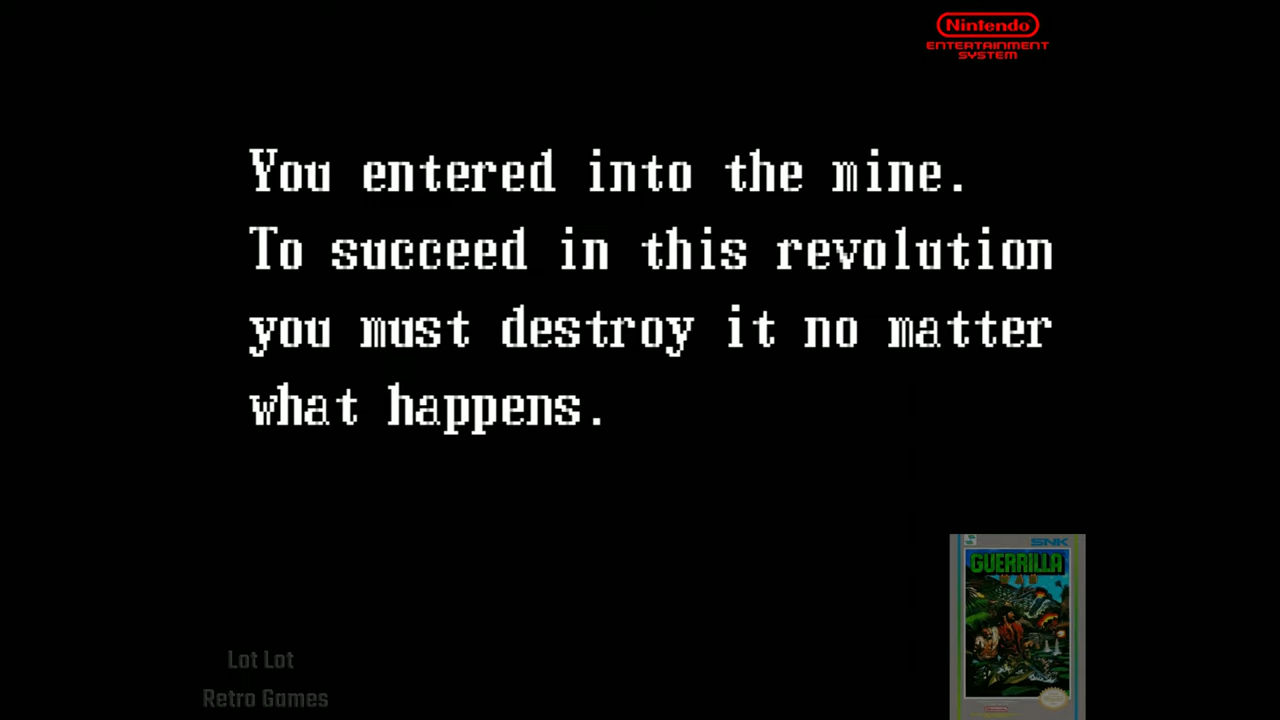 Nintendo
ENTERTAINMENT
SYSTEM
You entered into the mine.
To succeed in this revolution
you must destroy it no matter
what happens.
SNK
GUERRILLA
WAR
Lot Lot
Retro Games